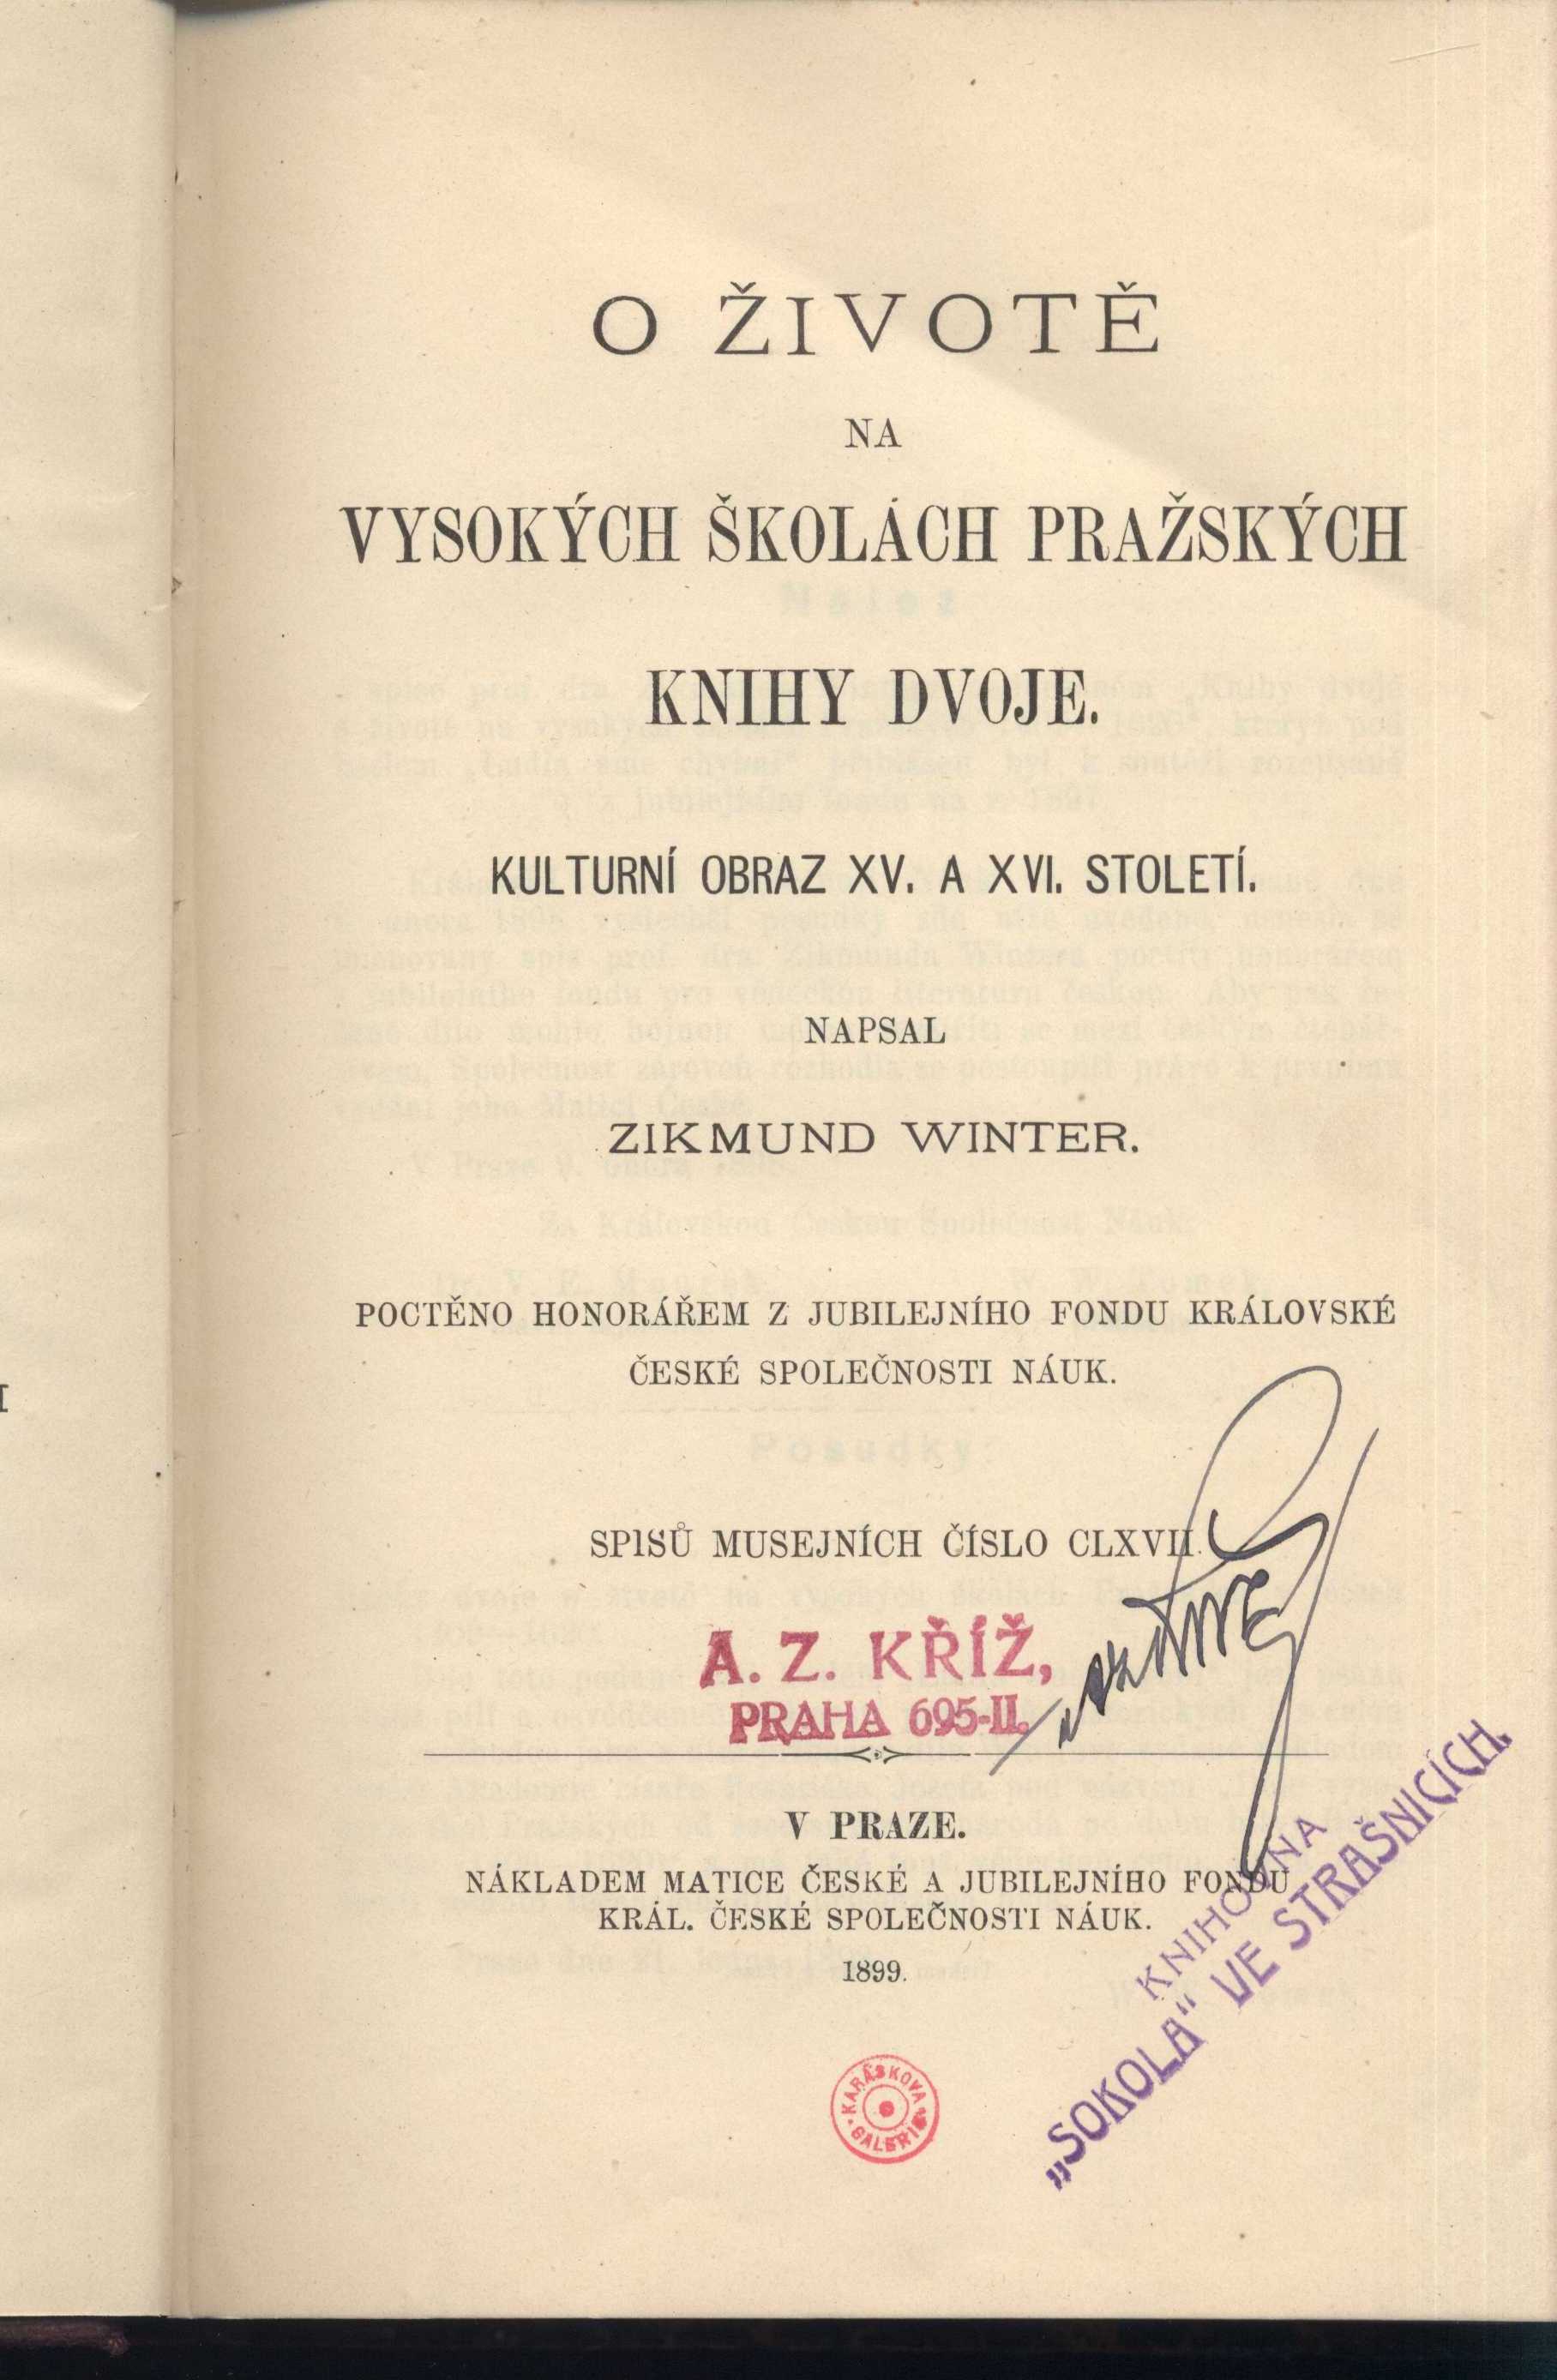 O ŽIVOTĚ
NA
VYSOKÝCH ŠKOLÁCH PRAŽSKÝCH
KNIHY DVOJE.
KULTURNÍ OBRAZ XV. A XVI. STOLETÍ.
NAPSAL
ZIKMUND WINTER.
POCTĚNO HONORÁŘEM Z JUBILEJNÍHO FONDU KRÁLOVSKÉ
ČESKÉ SPOLEČNOSTI NÁUK.
SPISŮ MUSEJNÍCH ČÍSLO CLXVII.
A. Z. KŘÍŽ,
PRAHA 695-II.
V PRAZE.
NÁKLADEM MATICE ČESKÉ A JUBILEJNÍHO FONDU
KRÁL. ČESKÉ SPOLEČNOSTI NÁUK.
1899.
KNIHOVNA
„SOKOLA“ VE STRAŠNICÍCH.
KARÁSKOVA GALERIE